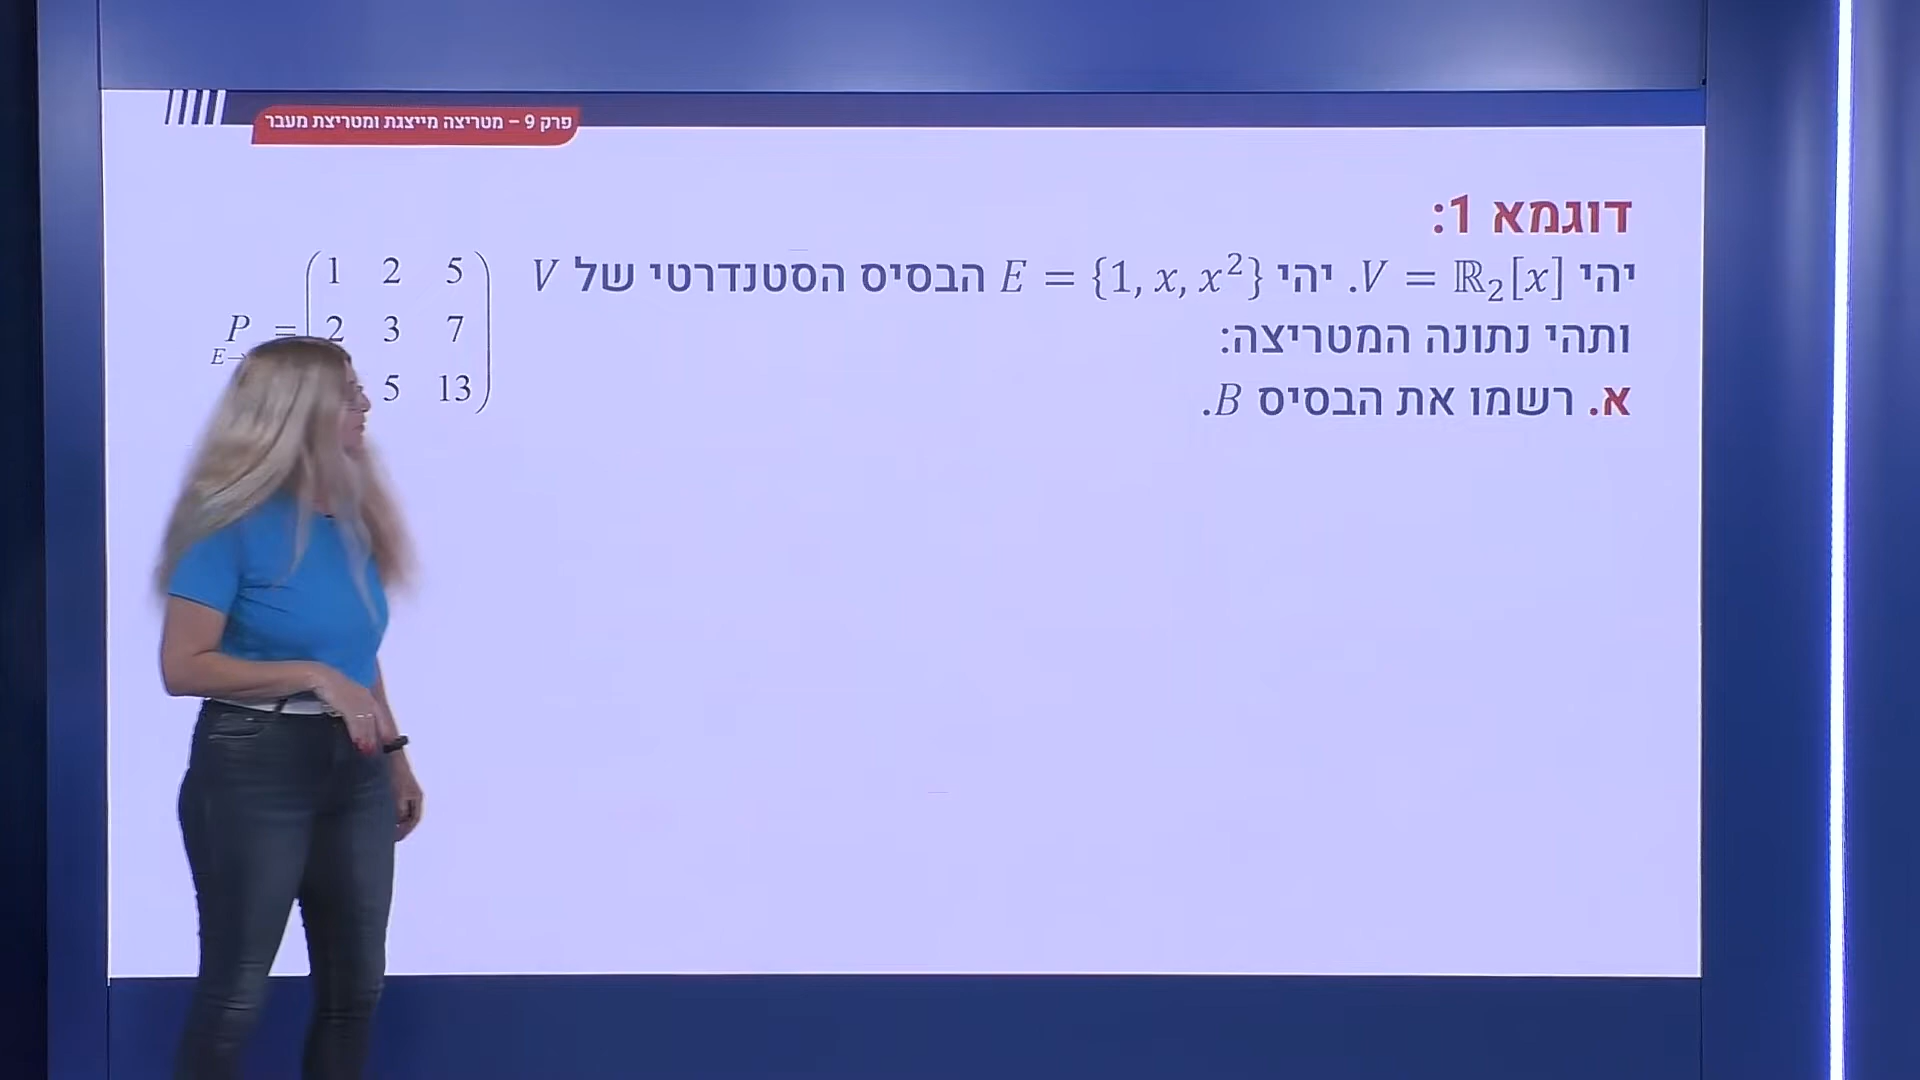 פרק 9 – מטריצה מייצגת ומטריצת מעבר
דוגמא 1:
יהי V = ℝ₂[x]. יהי E = {1, x, x²} הבסיס הסטנדרטי של V
ותהי נתונה המטריצה:
א. רשמו את הבסיס B.
1 2 5
P = 2 3 7
E→
5 13